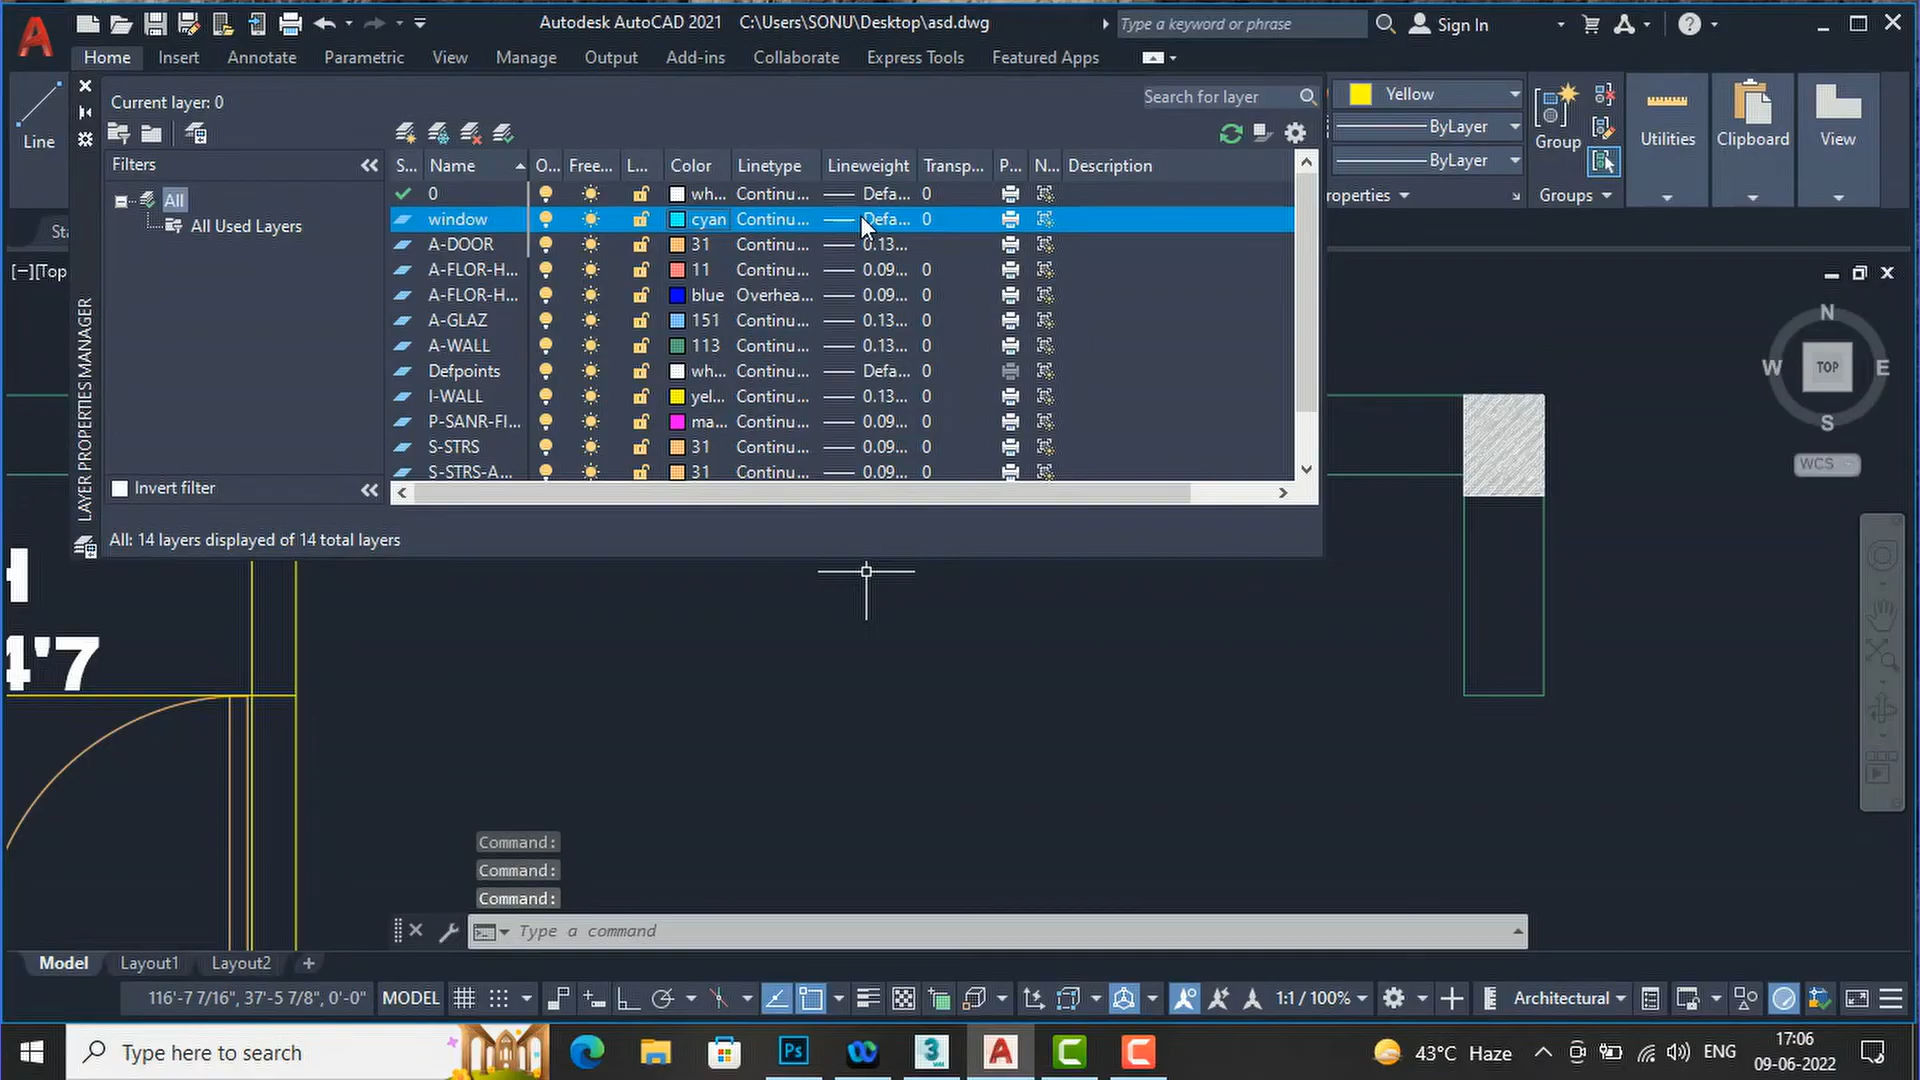 Autodesk AutoCAD 2021 C:\Users\SONU\Desktop\asd.dwg
Type a keyword or phrase
Sign In
Home Insert Annotate Parametric View Manage Output Add-ins Collaborate Express Tools Featured Apps
Line
Current layer: 0
Search for layer
Filters
All
All Used Layers
Invert filter
LAYER PROPERTIES MANAGER
S... Name O... Free... L... Color Linetype Lineweight Transp... P... N... Description
0 wh... Continu... Defa... 0
window cyan Continu... Defa... 0
A-DOOR 31 Continu... 0.13...
A-FLOR-H... 11 Continu... 0.09... 0
A-FLOR-H... blue Overhea... 0.09... 0
A-GLAZ 151 Continu... 0.13... 0
A-WALL 113 Continu... 0.13... 0
Defpoints wh... Continu... Defa... 0
I-WALL yel... Continu... 0.13... 0
P-SANR-FI... ma... Continu... 0.09... 0
S-STRS 31 Continu... 0.09... 0
S-STRS-A... 31 Continu... 0.09... 0
All: 14 layers displayed of 14 total layers
Yellow
ByLayer
ByLayer
roperties
Group
Groups
Utilities
Clipboard
View
Sta
[−][Top
N
W TOP E
S
WCS
4'7
Command:
Command:
Command:
Type a command
Model Layout1 Layout2 +
116'-7 7/16", 37'-5 7/8", 0'-0" MODEL 1:1 / 100% Architectural
Type here to search
Ps
3
43°C Haze
ENG
17:06
09-06-2022